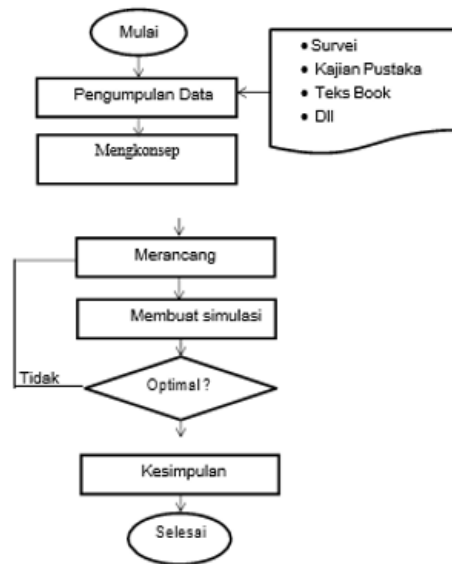 Mulai
• Survei
• Kajian Pustaka
• Teks Book
• Dll
Pengumpulan Data
Mengkonsep
Merancang
Membuat simulasi
Tidak
Optimal?
Kesimpulan
Selesai